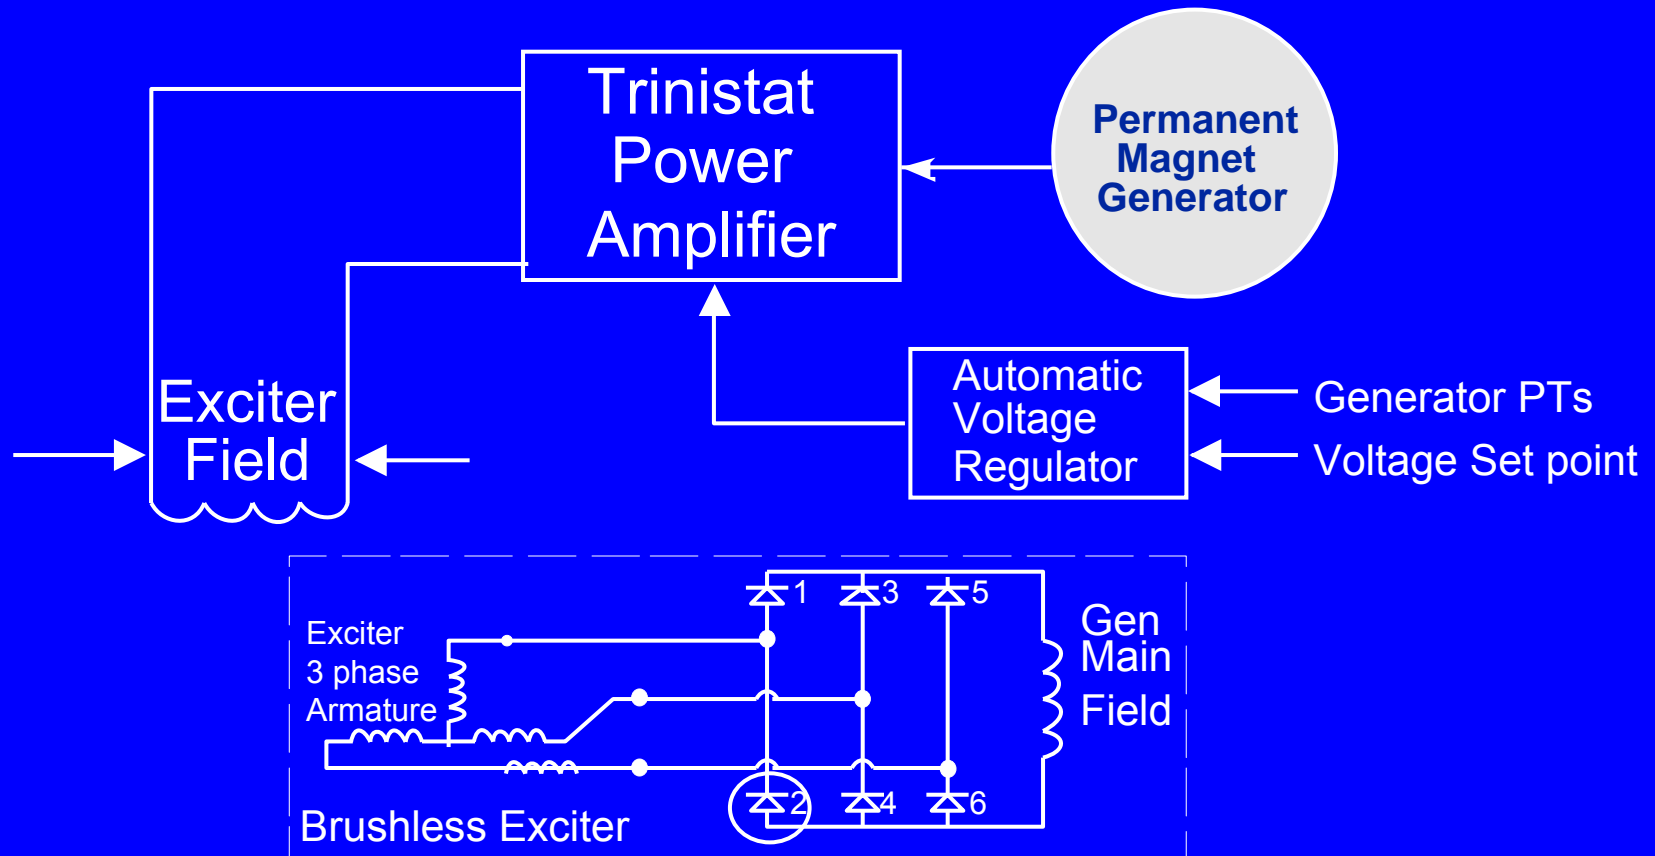 Trinistat
Power
Amplifier
Permanent
Magnet
Generator
Exciter
Field
Automatic
Voltage
Regulator
Generator PTs
Voltage Set point
1
3
5
Exciter
3 phase
Armature
Gen
Main
Field
2
4
6
Brushless Exciter